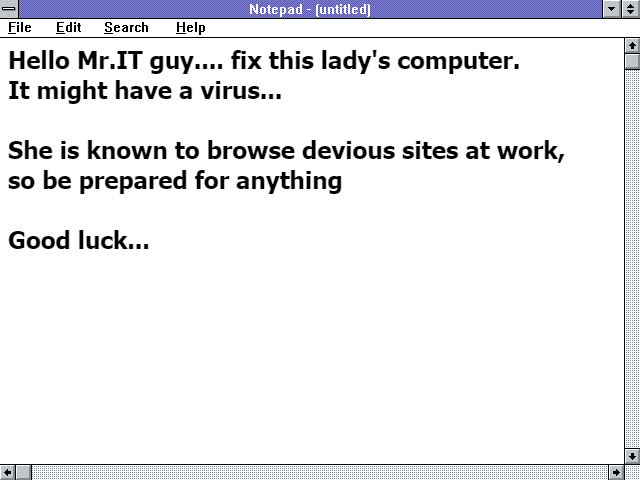 Notepad - (untitled)
File Edit Search Help
Hello Mr.IT guy.... fix this lady's computer.
It might have a virus...
She is known to browse devious sites at work,
so be prepared for anything
Good luck...